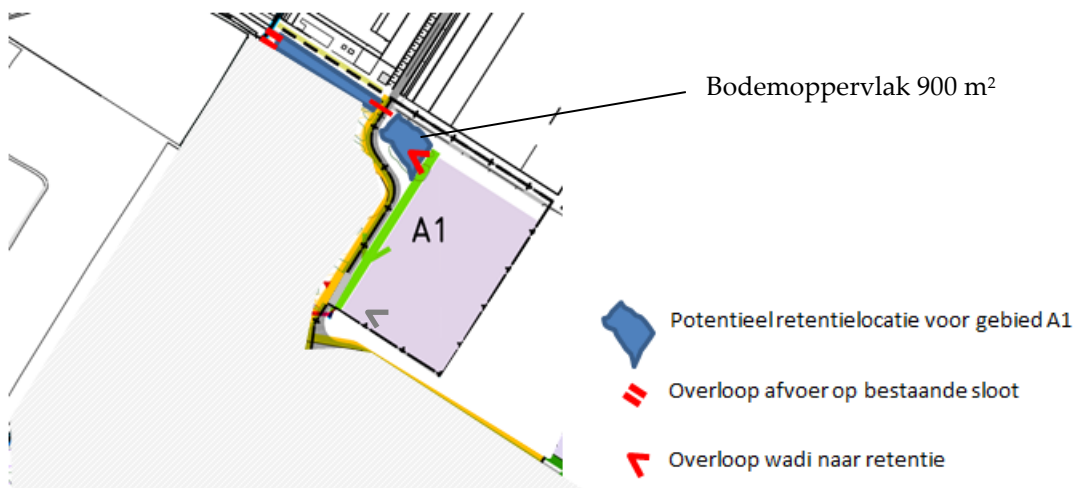 Bodemoppervlak 900 m²
A1
Potentieel retentielocatie voor gebied A1
Overloop afvoer op bestaande sloot
Overloop wadi naar retentie